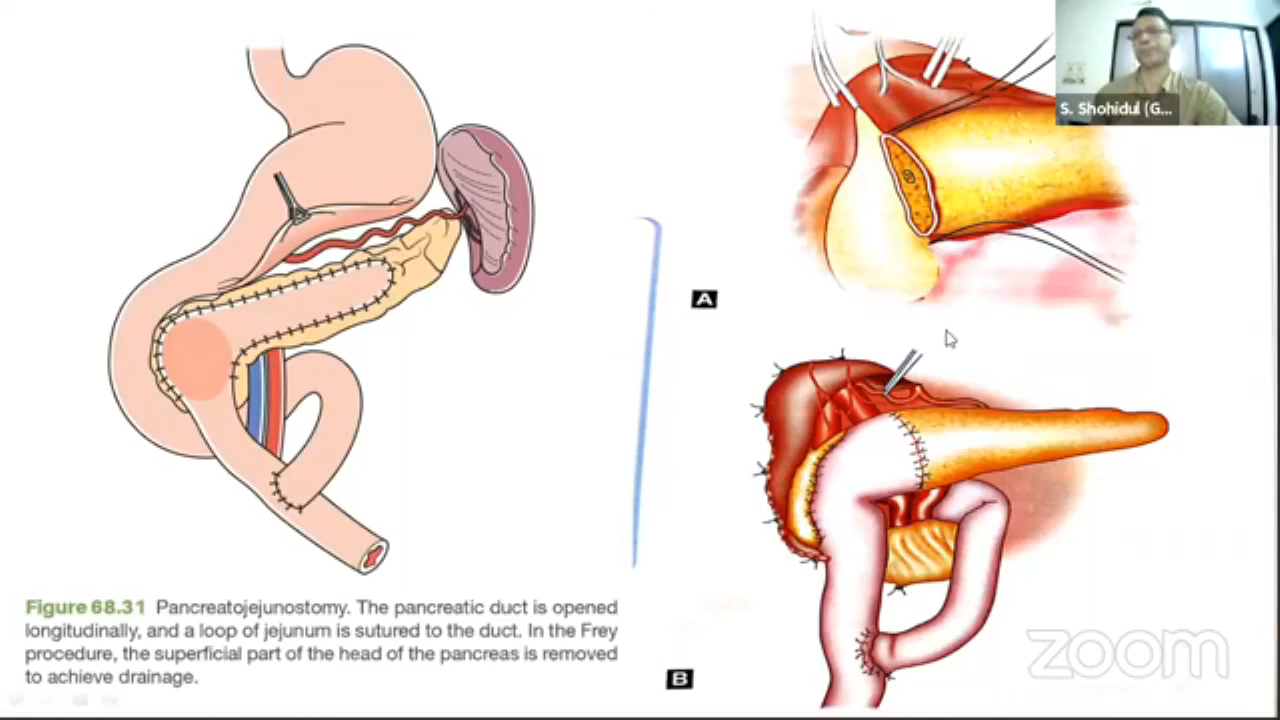 S. Shohidul (G...
A
Figure 68.31 Pancreatojejunostomy. The pancreatic duct is opened
longitudinally, and a loop of jejunum is sutured to the duct. In the Frey
procedure, the superficial part of the head of the pancreas is removed
to achieve drainage.
B
zoom